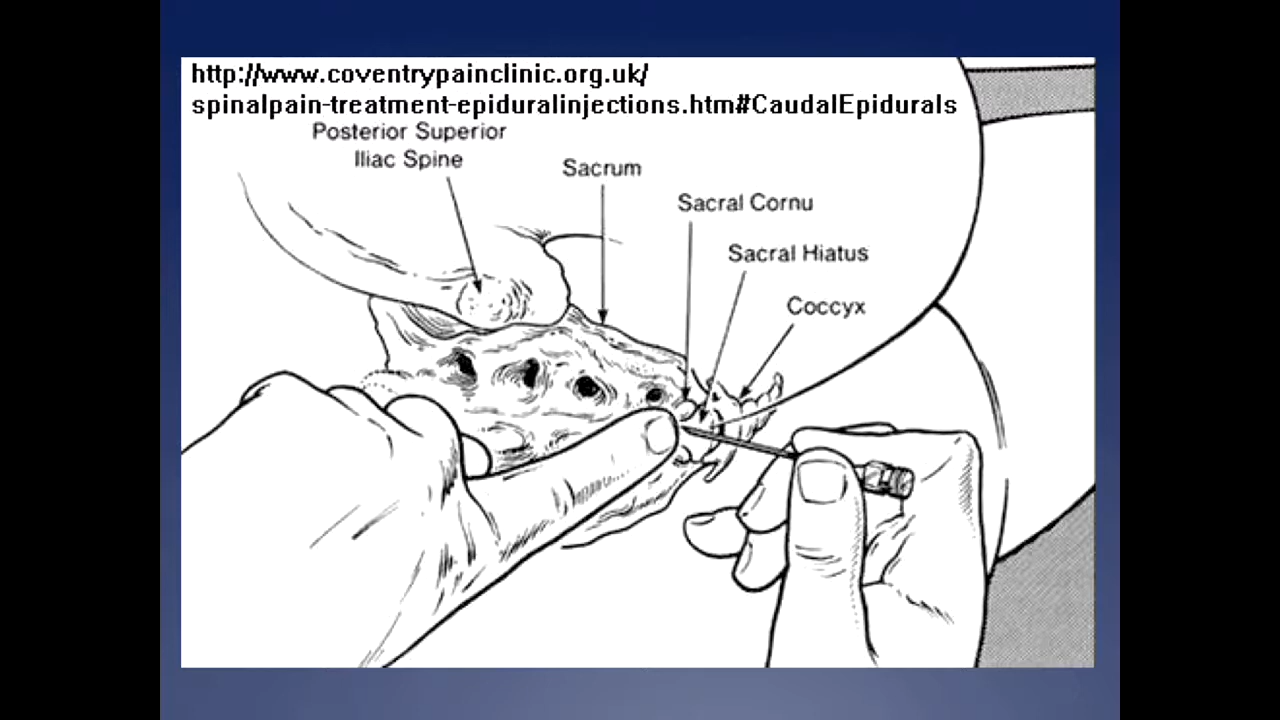 http://www.coventrypainclinic.org.uk/
spinalpain-treatment-epiduralinjections.htm#CaudalEpidurals
Posterior Superior
Iliac Spine
Sacrum
Sacral Cornu
Sacral Hiatus
Coccyx